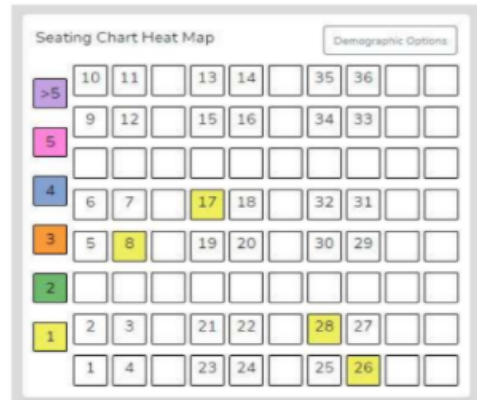 Seating Chart Heat Map
Demographic Options
10 11 13 14 35 36
>5
9 12 15 16 34 33
5
4
6 7 17 18 32 31
3
5 8 19 20 30 29
2
2 3 21 22 28 27
1
1 4 23 24 25 26